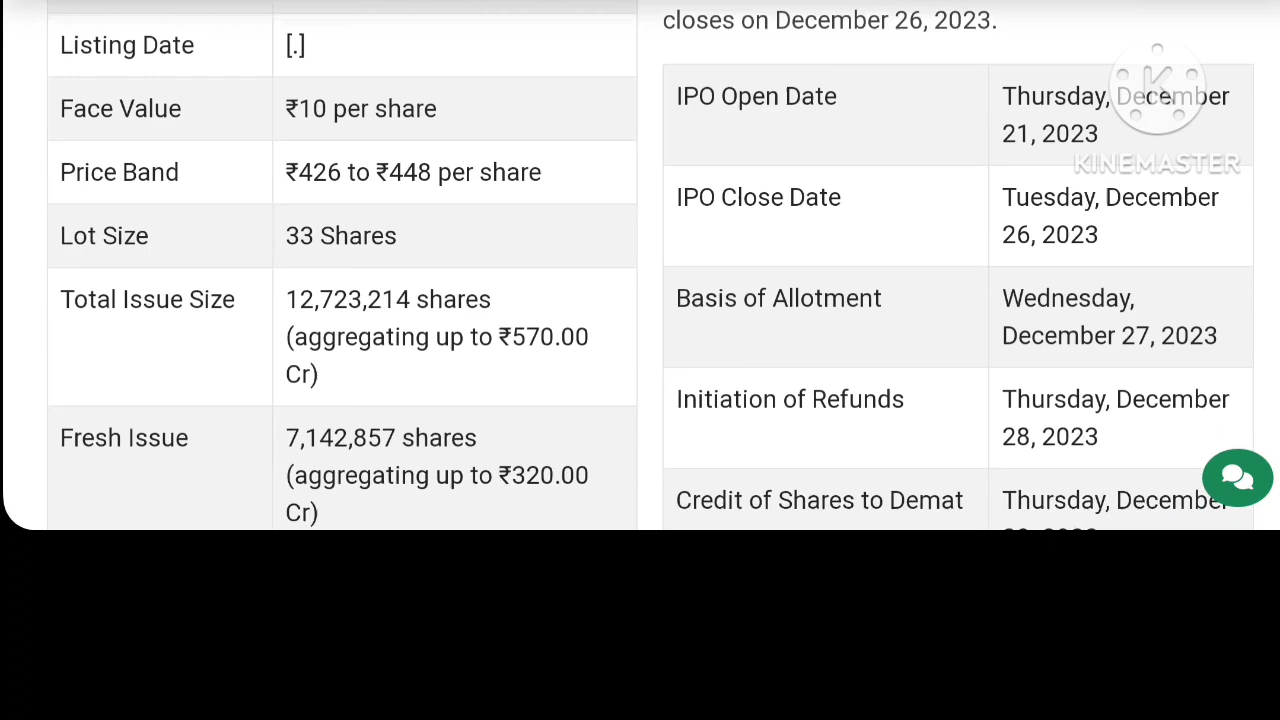 Listing Date [.]
Face Value ₹10 per share
Price Band ₹426 to ₹448 per share
Lot Size 33 Shares
Total Issue Size 12,723,214 shares
(aggregating up to ₹570.00
Cr)
Fresh Issue 7,142,857 shares
(aggregating up to ₹320.00
Cr)
closes on December 26, 2023.
IPO Open Date Thursday, December
21, 2023
IPO Close Date Tuesday, December
26, 2023
Basis of Allotment Wednesday,
December 27, 2023
Initiation of Refunds Thursday, December
28, 2023
Credit of Shares to Demat Thursday, December
KINEMASTER